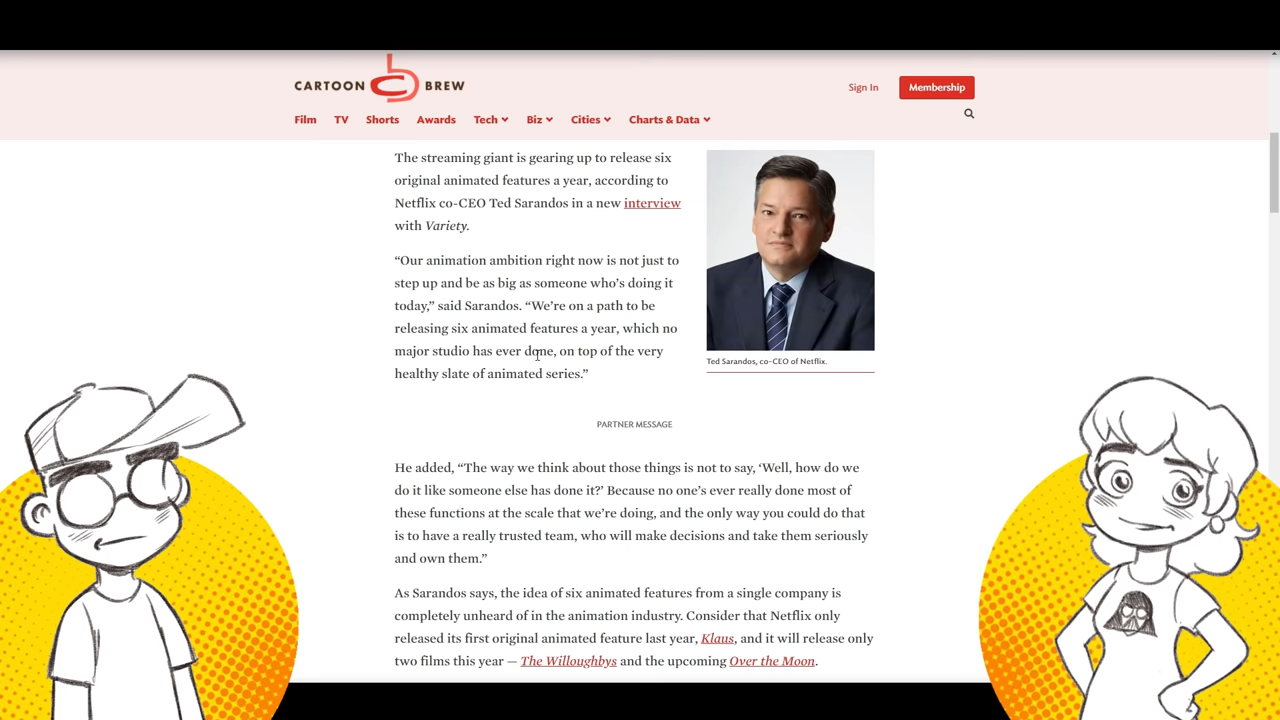 CARTOON BREW
Sign In
Membership
Film TV Shorts Awards Tech Biz Cities Charts & Data
The streaming giant is gearing up to release six
original animated features a year, according to
Netflix co-CEO Ted Sarandos in a new interview
with Variety.
“Our animation ambition right now is not just to
step up and be as big as someone who’s doing it
today,” said Sarandos. “We’re on a path to be
releasing six animated features a year, which no
major studio has ever done, on top of the very
healthy slate of animated series.”
Ted Sarandos, co-CEO of Netflix.
PARTNER MESSAGE
He added, “The way we think about those things is not to say, ‘Well, how do we
do it like someone else has done it?’ Because no one’s ever really done most of
these functions at the scale that we’re doing, and the only way you could do that
is to have a really trusted team, who will make decisions and take them seriously
and own them.”
As Sarandos says, the idea of six animated features from a single company is
completely unheard of in the animation industry. Consider that Netflix only
released its first original animated feature last year, Klaus, and it will release only
two films this year — The Willoughbys and the upcoming Over the Moon.